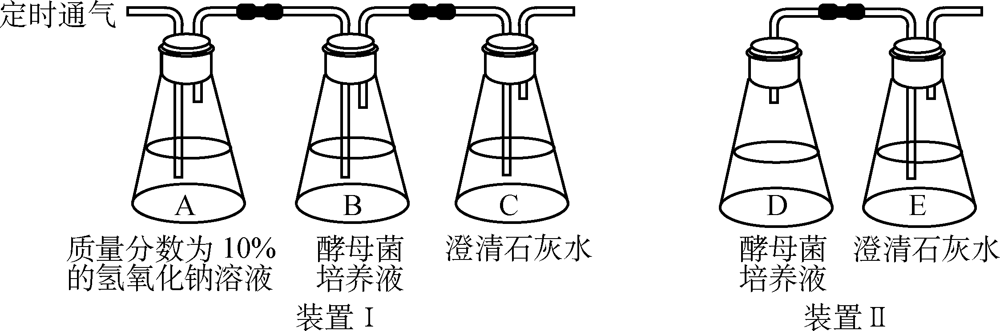 定时通气
A
B
C
D
E
质量分数为 10%
的氢氧化钠溶液
酵母菌
培养液
澄清石灰水
酵母菌
培养液
澄清石灰水
装置 Ⅰ
装置 Ⅱ